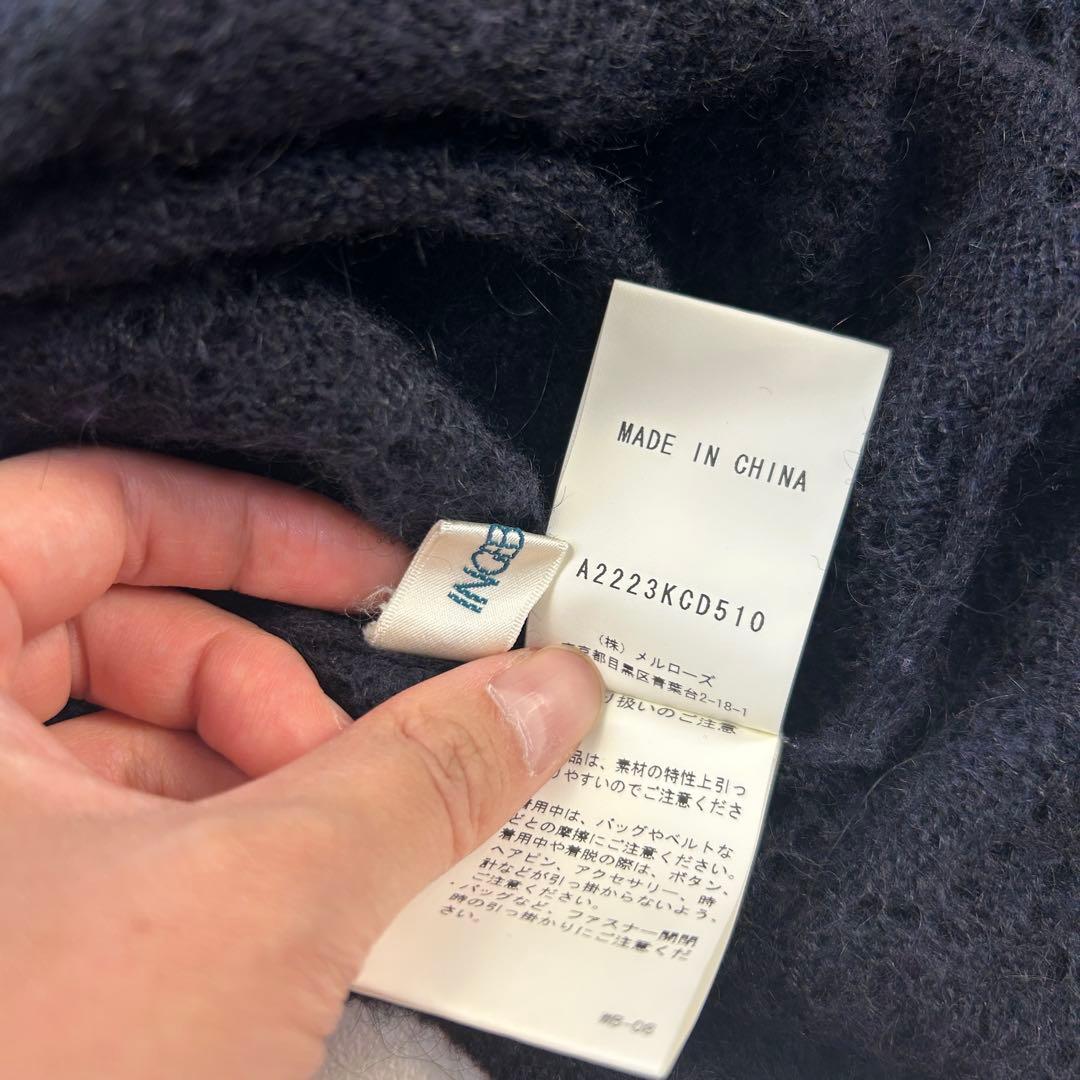 MADE IN CHINA
INGB
A2223KCD510
(株) メルローズ
京都目黒区青葉台2-18-1
り扱いのご注意
品は、素材の特性上引っ
りやすいのでご注意くださ
着用中は、バッグやベルトな
どとの摩擦にご注意ください。
着用中や着脱の際は、ボタン、
ヘアピン、アクセサリー、時
計などが引っ掛からないよう、
ご注意ください。
バッグなど、ファスナー開閉
時の引っ掛かりにご注意くだ
さい。